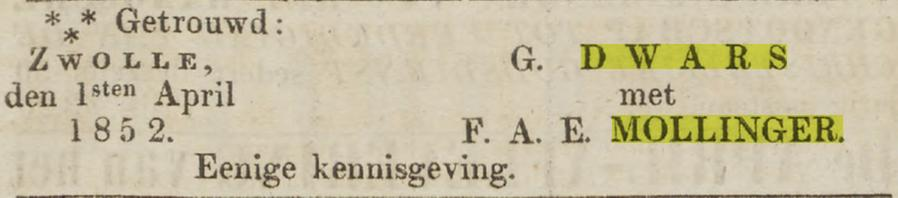 *** Getrouwd:
ZWOLLE, G. DWARS
den 1sten April met
1852. F. A. E. MOLLINGER.
Eenige kennisgeving.